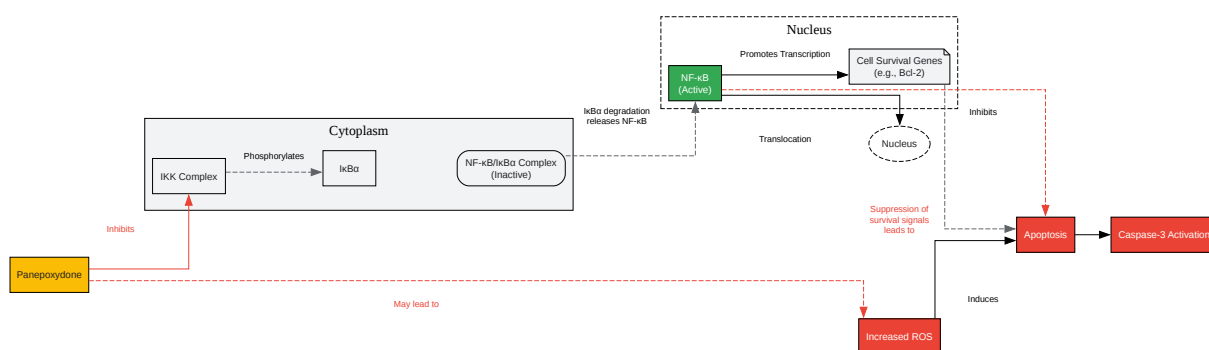 Nucleus
Promotes Transcription
Cell Survival Genes
(e.g., Bcl-2)
NF-κB
(Active)
IκBα degradation
releases NF-κB
Inhibits
Cytoplasm
Translocation
Nucleus
Phosphorylates
IKK Complex
IκBα
NF-κB/IκBα Complex
(Inactive)
Suppression of
survival signals
leads to
Inhibits
Apoptosis
Caspase-3 Activation
Panepoxydone
May lead to
Induces
Increased ROS